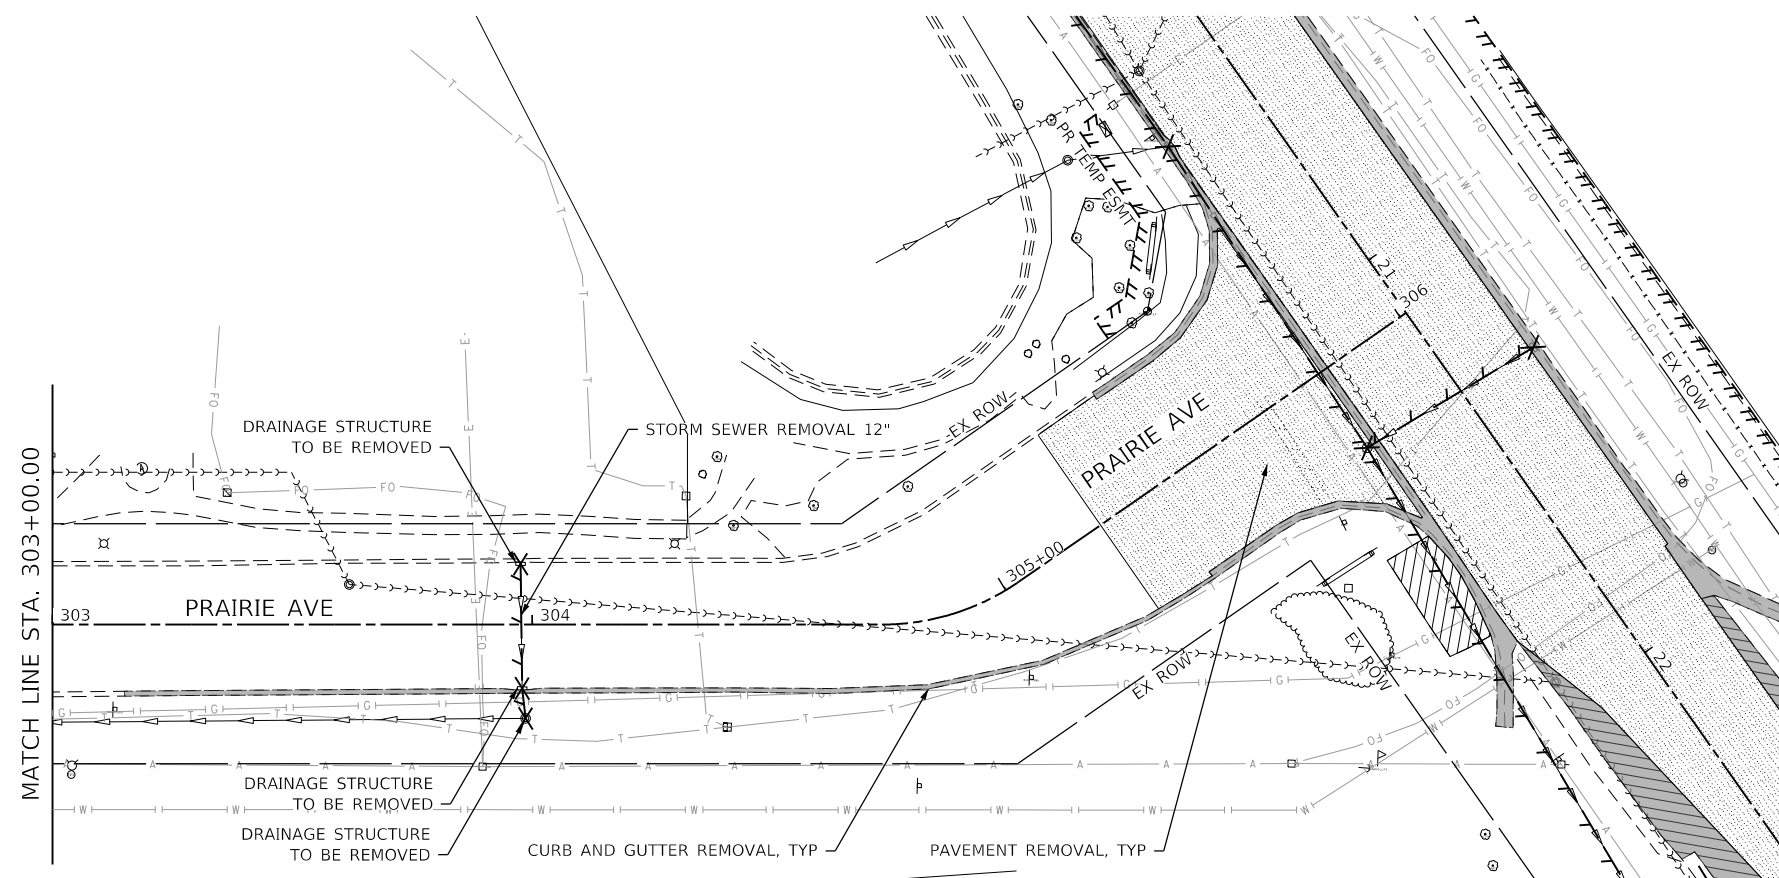 PR TEMP ESMT
21
306
EX ROW
EX ROW
PRAIRIE AVE
DRAINAGE STRUCTURE
TO BE REMOVED
STORM SEWER REMOVAL 12"
MATCH LINE STA. 303+00.00
303
PRAIRIE AVE
304
305+00
EX ROW
EX ROW
22
DRAINAGE STRUCTURE
TO BE REMOVED
DRAINAGE STRUCTURE
TO BE REMOVED
CURB AND GUTTER REMOVAL, TYP
PAVEMENT REMOVAL, TYP